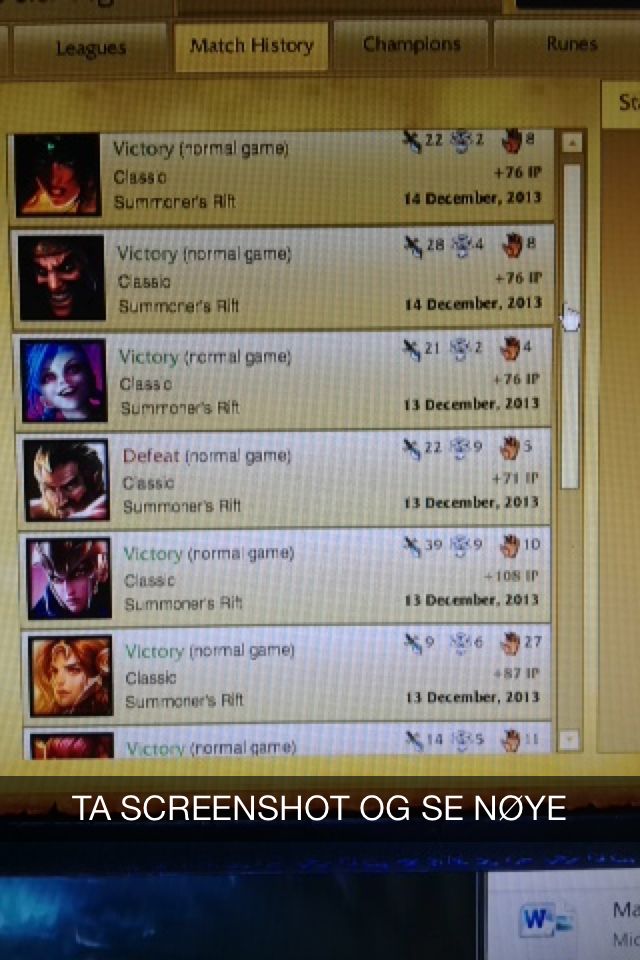 Leagues
Match History
Champions
Runes
Victory (normal game)
22 2 8
Classic
+76 IP
Summoner's Rift
14 December, 2013
Victory (normal game)
28 4 8
Classic
+76 IP
Summoner's Rift
14 December, 2013
Victory (normal game)
21 2 4
Classic
+76 IP
Summoner's Rift
13 December, 2013
Defeat (normal game)
22 9 5
Classic
+71 IP
Summoner's Rift
13 December, 2013
Victory (normal game)
39 9 10
Classic
+108 IP
Summoner's Rift
13 December, 2013
Victory (normal game)
9 6 27
Classic
+87 IP
Summoner's Rift
13 December, 2013
Victory (normal game)
14 5 11
TA SCREENSHOT OG SE NØYE
W
Ma
Mic